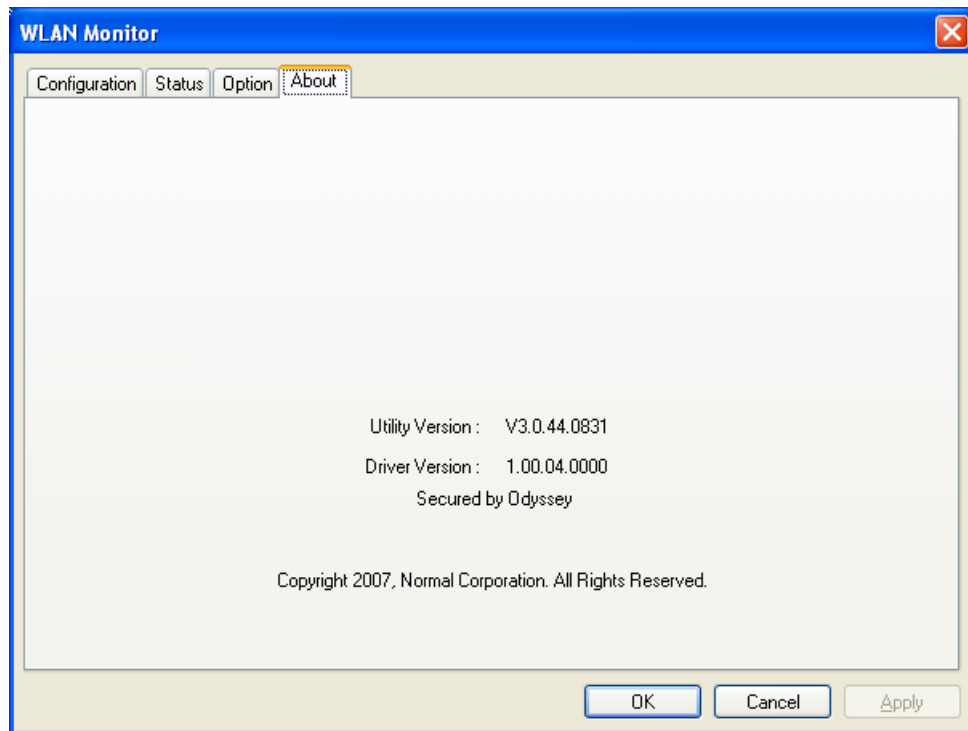 WLAN Monitor
Configuration Status Option About
Utility Version : V3.0.44.0831
Driver Version : 1.00.04.0000
Secured by Odyssey
Copyright 2007, Normal Corporation. All Rights Reserved.
OK Cancel Apply